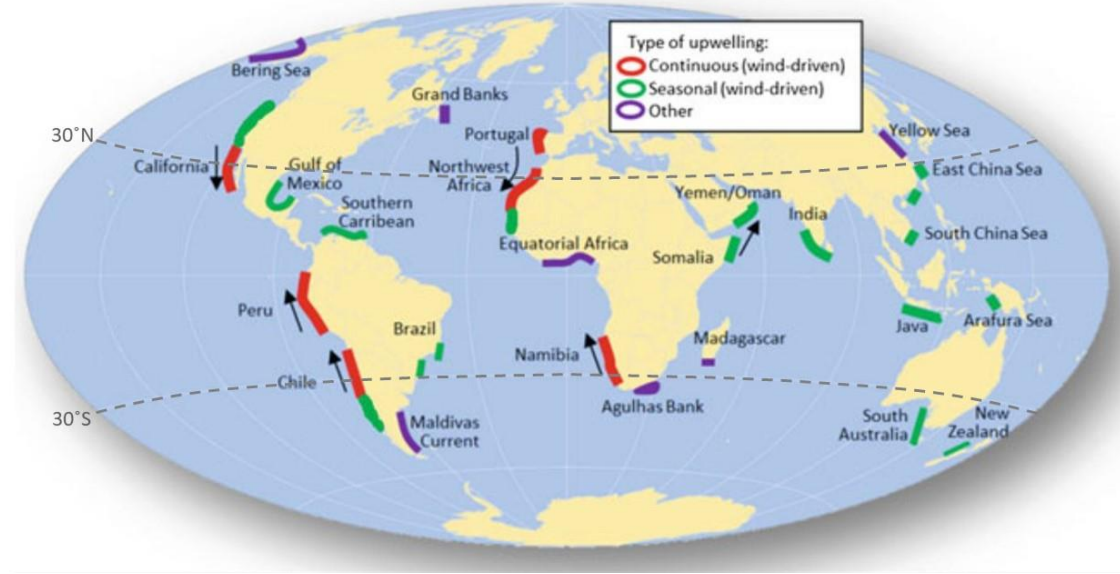 Type of upwelling:
Continuous (wind-driven)
Seasonal (wind-driven)
Other
Bering Sea
Grand Banks
30˚N
Portugal
Yellow Sea
California
Gulf of
Mexico
Northwest
Africa
East China Sea
Yemen/Oman
Southern
Carribean
India
South China Sea
Equatorial Africa
Somalia
Peru
Brazil
Namibia
Madagascar
Java
Arafura Sea
Chile
30˚S
Agulhas Bank
Maldivas
Current
South
Australia
New
Zealand